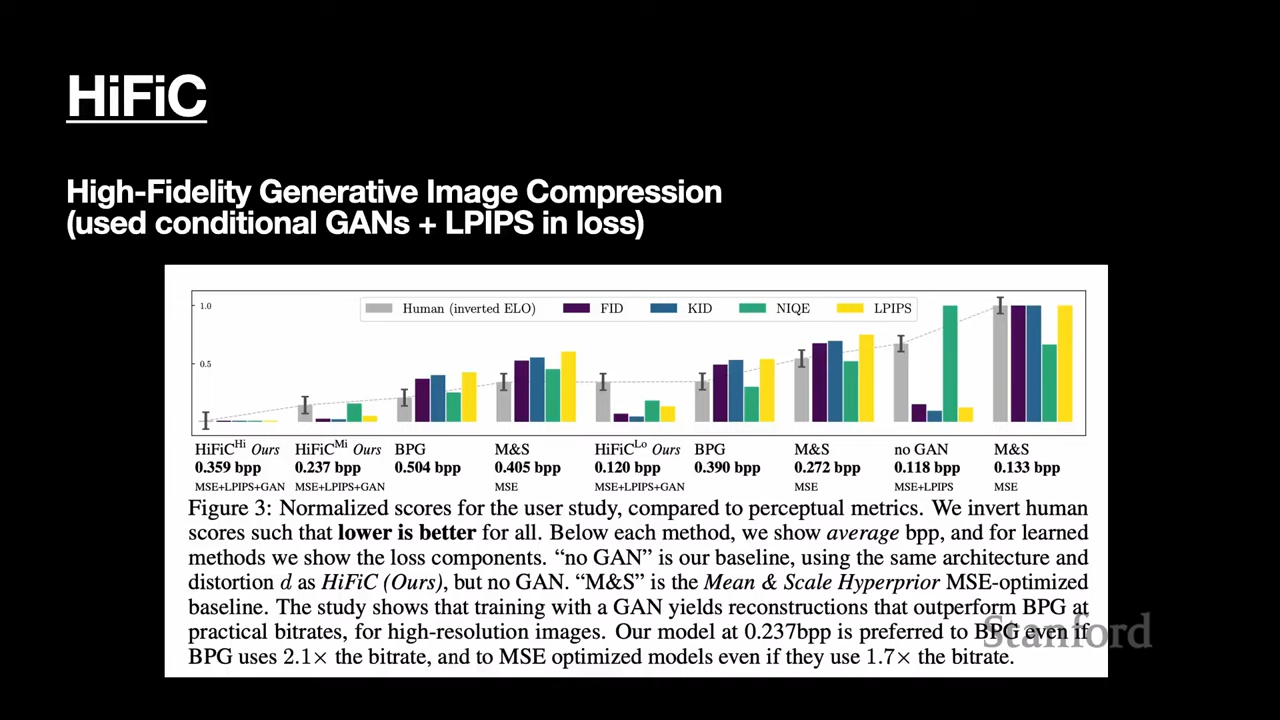 HiFiC
High-Fidelity Generative Image Compression
(used conditional GANs + LPIPS in loss)
1.0
0.5
Human (inverted ELO) FID KID NIQE LPIPS
HiFiC^Hi Ours HiFiC^Mi Ours BPG M&S HiFiC^Lo Ours BPG M&S no GAN M&S
0.359 bpp 0.237 bpp 0.504 bpp 0.405 bpp 0.120 bpp 0.390 bpp 0.272 bpp 0.118 bpp 0.133 bpp
MSE+LPIPS+GAN MSE+LPIPS+GAN MSE MSE+LPIPS+GAN MSE MSE+LPIPS MSE
Figure 3: Normalized scores for the user study, compared to perceptual metrics. We invert human
scores such that lower is better for all. Below each method, we show average bpp, and for learned
methods we show the loss components. “no GAN” is our baseline, using the same architecture and
distortion d as HiFiC (Ours), but no GAN. “M&S” is the Mean & Scale Hyperprior MSE-optimized
baseline. The study shows that training with a GAN yields reconstructions that outperform BPG at
practical bitrates, for high-resolution images. Our model at 0.237bpp is preferred to BPG even if
BPG uses 2.1× the bitrate, and to MSE optimized models even if they use 1.7× the bitrate.
Stanford